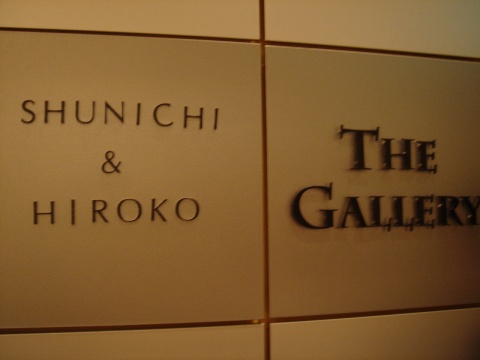 SHUNICHI
&
HIROKO
THE
GALLERY